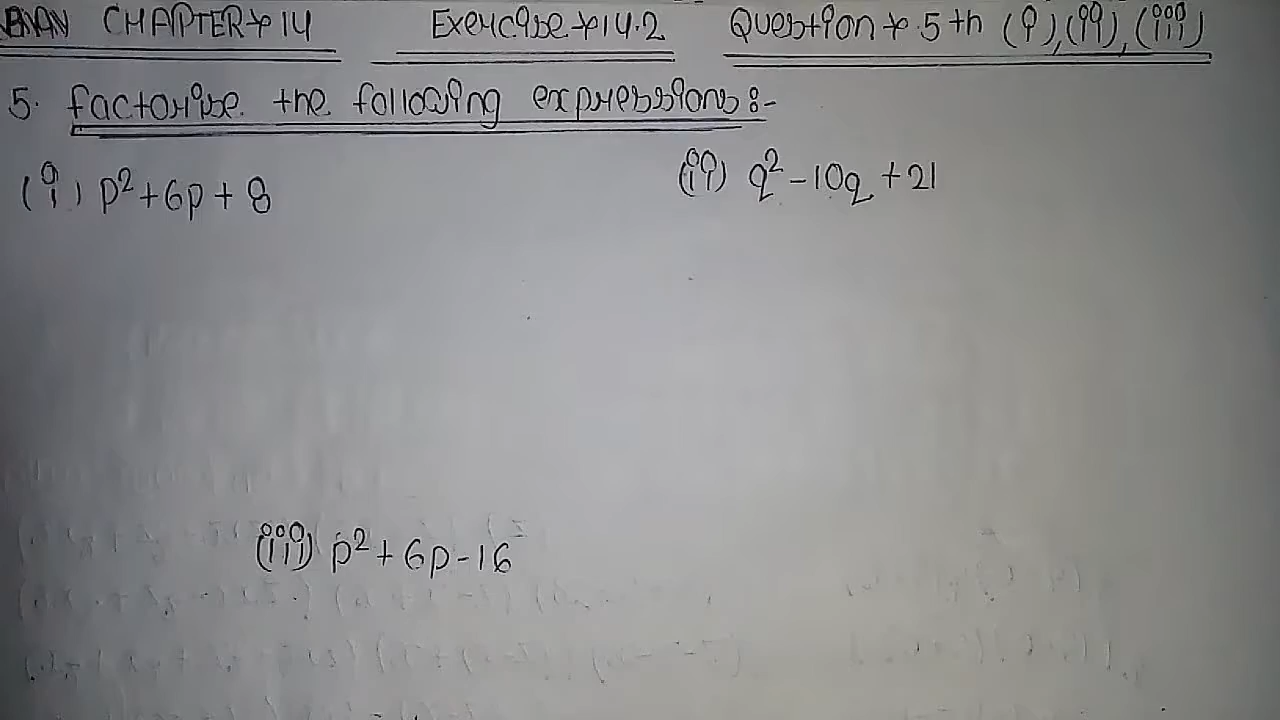 CHAPTER → 14 Exercise → 14.2 Question → 5th (i), (ii), (iii)
5. factorise the following expressions :-
(i) p² + 6p + 8 (ii) q² - 10q + 21
(iii) p² + 6p - 16